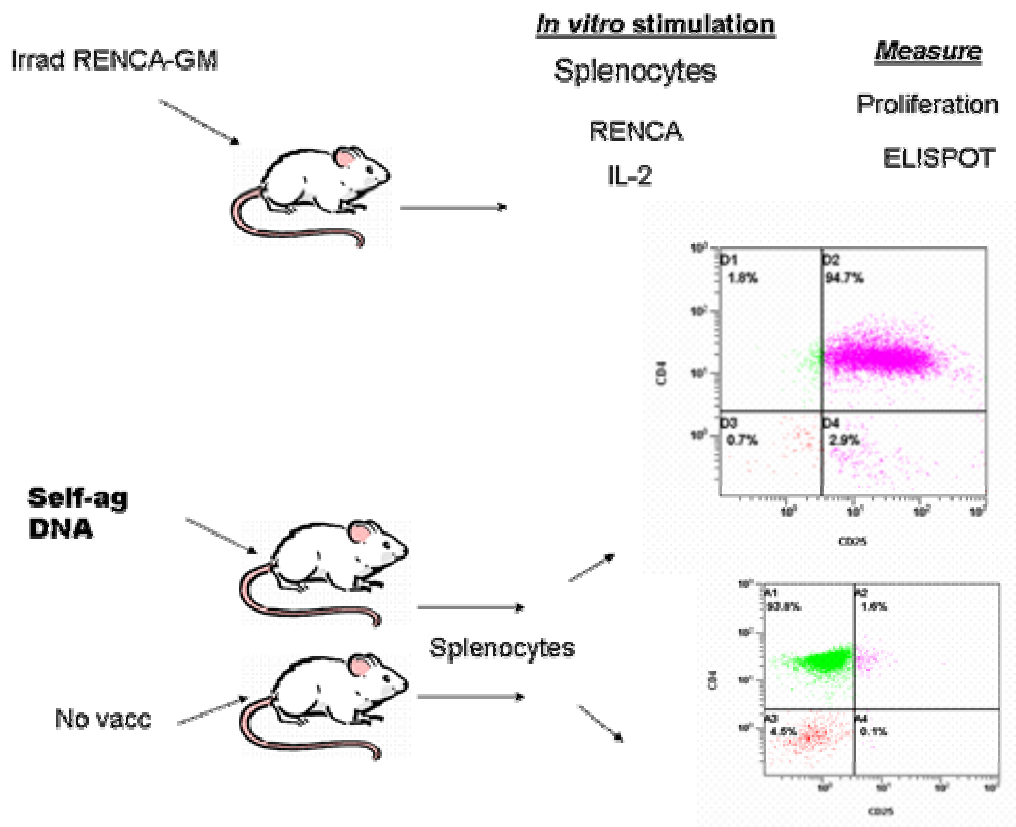 Irrad RENCA-GM
In vitro stimulation
Splenocytes
RENCA
IL-2
Measure
Proliferation
ELISPOT
D1
1.8%
D2
94.7%
D3
0.7%
D4
2.9%
CD4
CD25
Self-ag
DNA
No vacc
Splenocytes
A1
93.8%
A2
1.6%
A3
4.5%
A4
0.1%
CD4
CD25